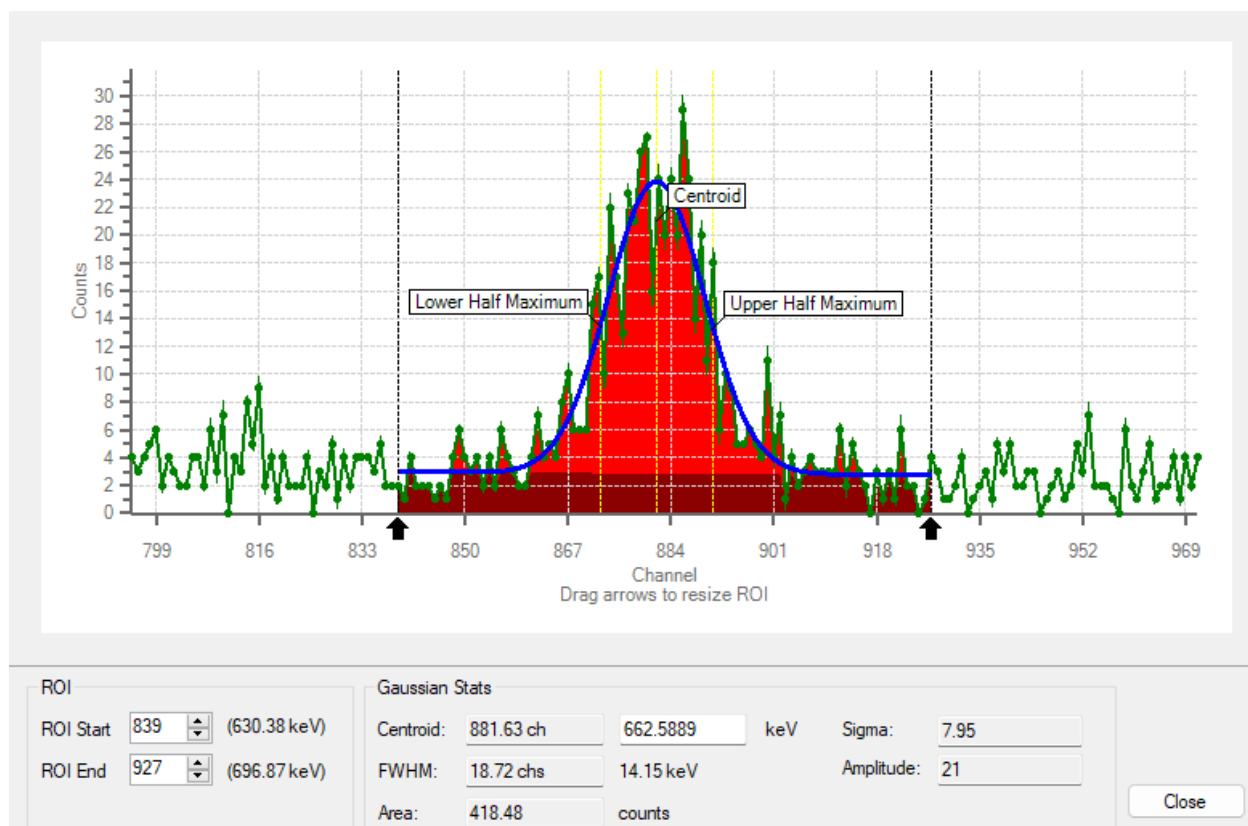 30
28
26
24
22
20
18
16
14
12
10
8
6
4
2
0
Counts
Centroid
Lower Half Maximum
Upper Half Maximum
799 816 833 850 867 884 901 918 935 952 969
Channel
Drag arrows to resize ROI
ROI
ROI Start 839 (630.38 keV)
ROI End 927 (696.87 keV)
Gaussian Stats
Centroid: 881.63 ch 662.5889 keV Sigma: 7.95
FWHM: 18.72 chs 14.15 keV Amplitude: 21
Area: 418.48 counts
Close